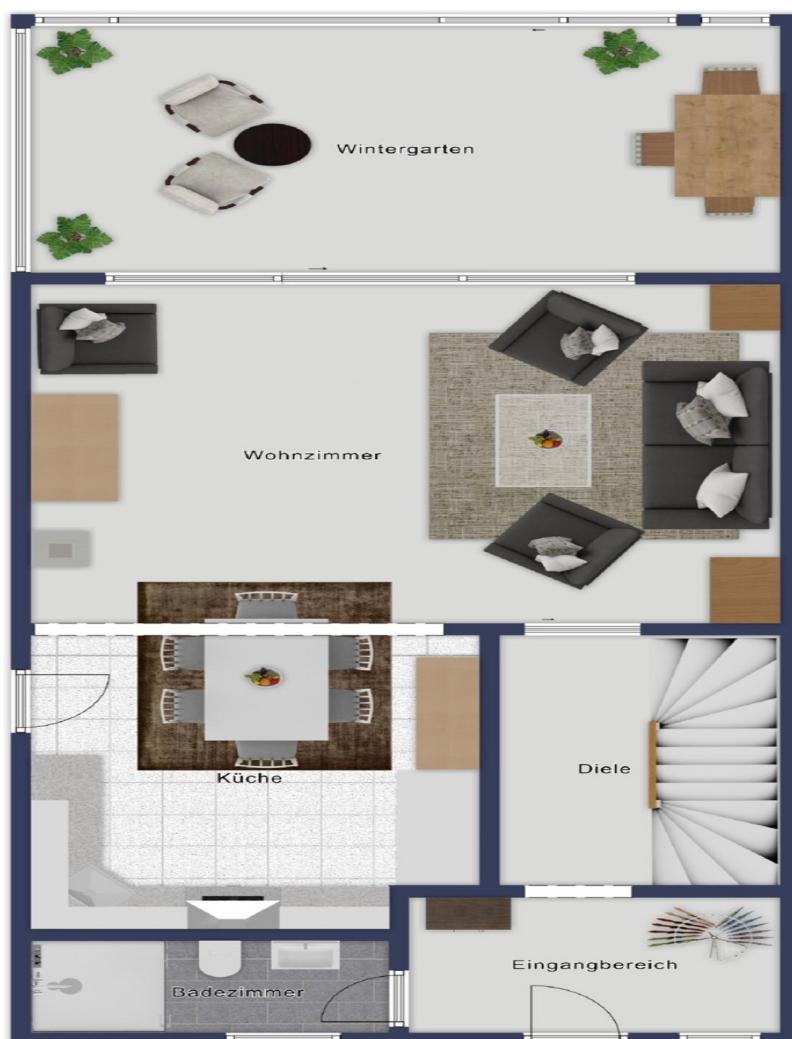 Wintergarten
Wohnzimmer
Küche
Diele
Eingangbereich
Badezimmer